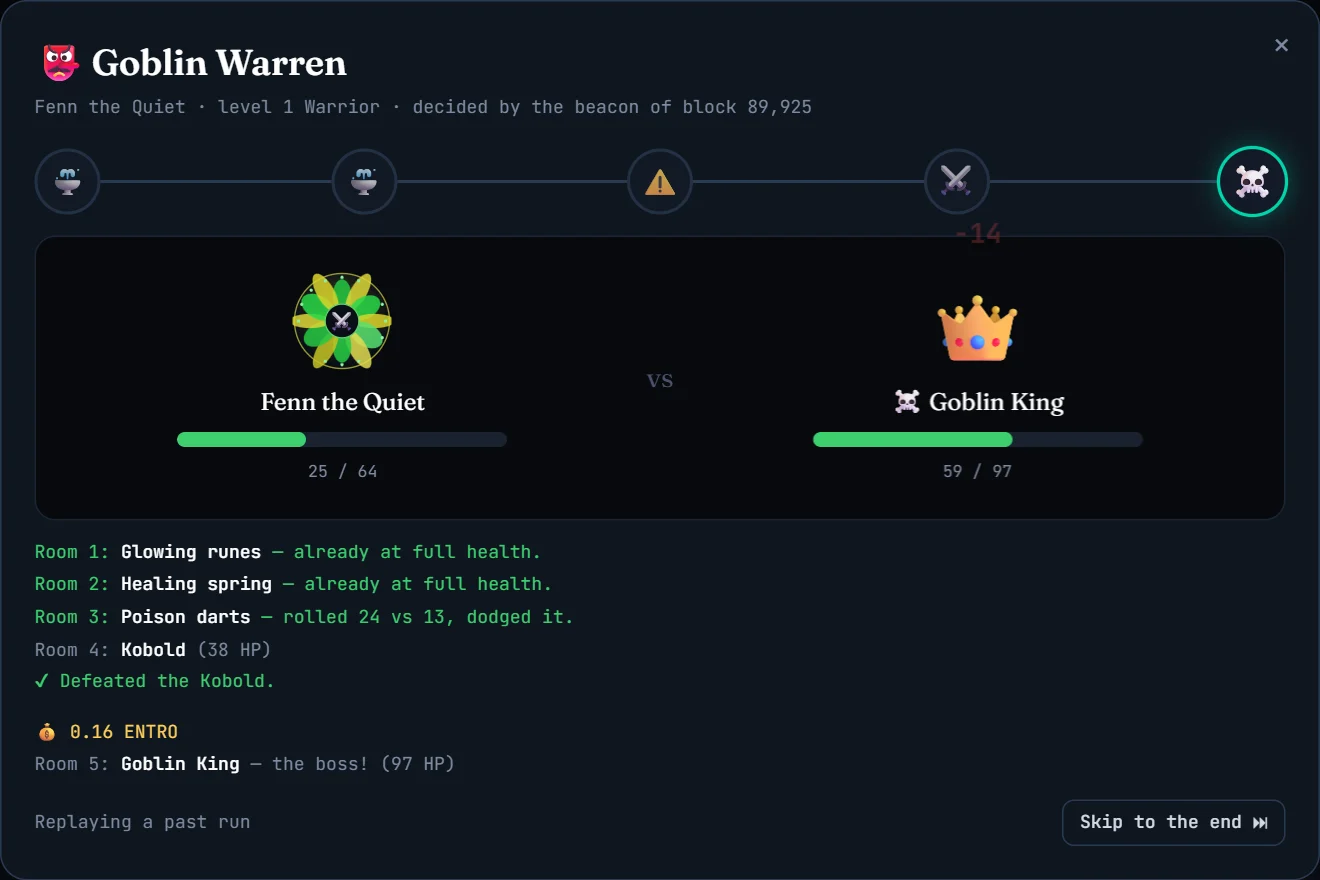 Goblin Warren
Fenn the Quiet · level 1 Warrior · decided by the beacon of block 89,925
-14
Fenn the Quiet
25 / 64
VS
Goblin King
59 / 97
Room 1: Glowing runes — already at full health.
Room 2: Healing spring — already at full health.
Room 3: Poison darts — rolled 24 vs 13, dodged it.
Room 4: Kobold (38 HP)
✓ Defeated the Kobold.
0.16 ENTRO
Room 5: Goblin King — the boss! (97 HP)
Replaying a past run
Skip to the end